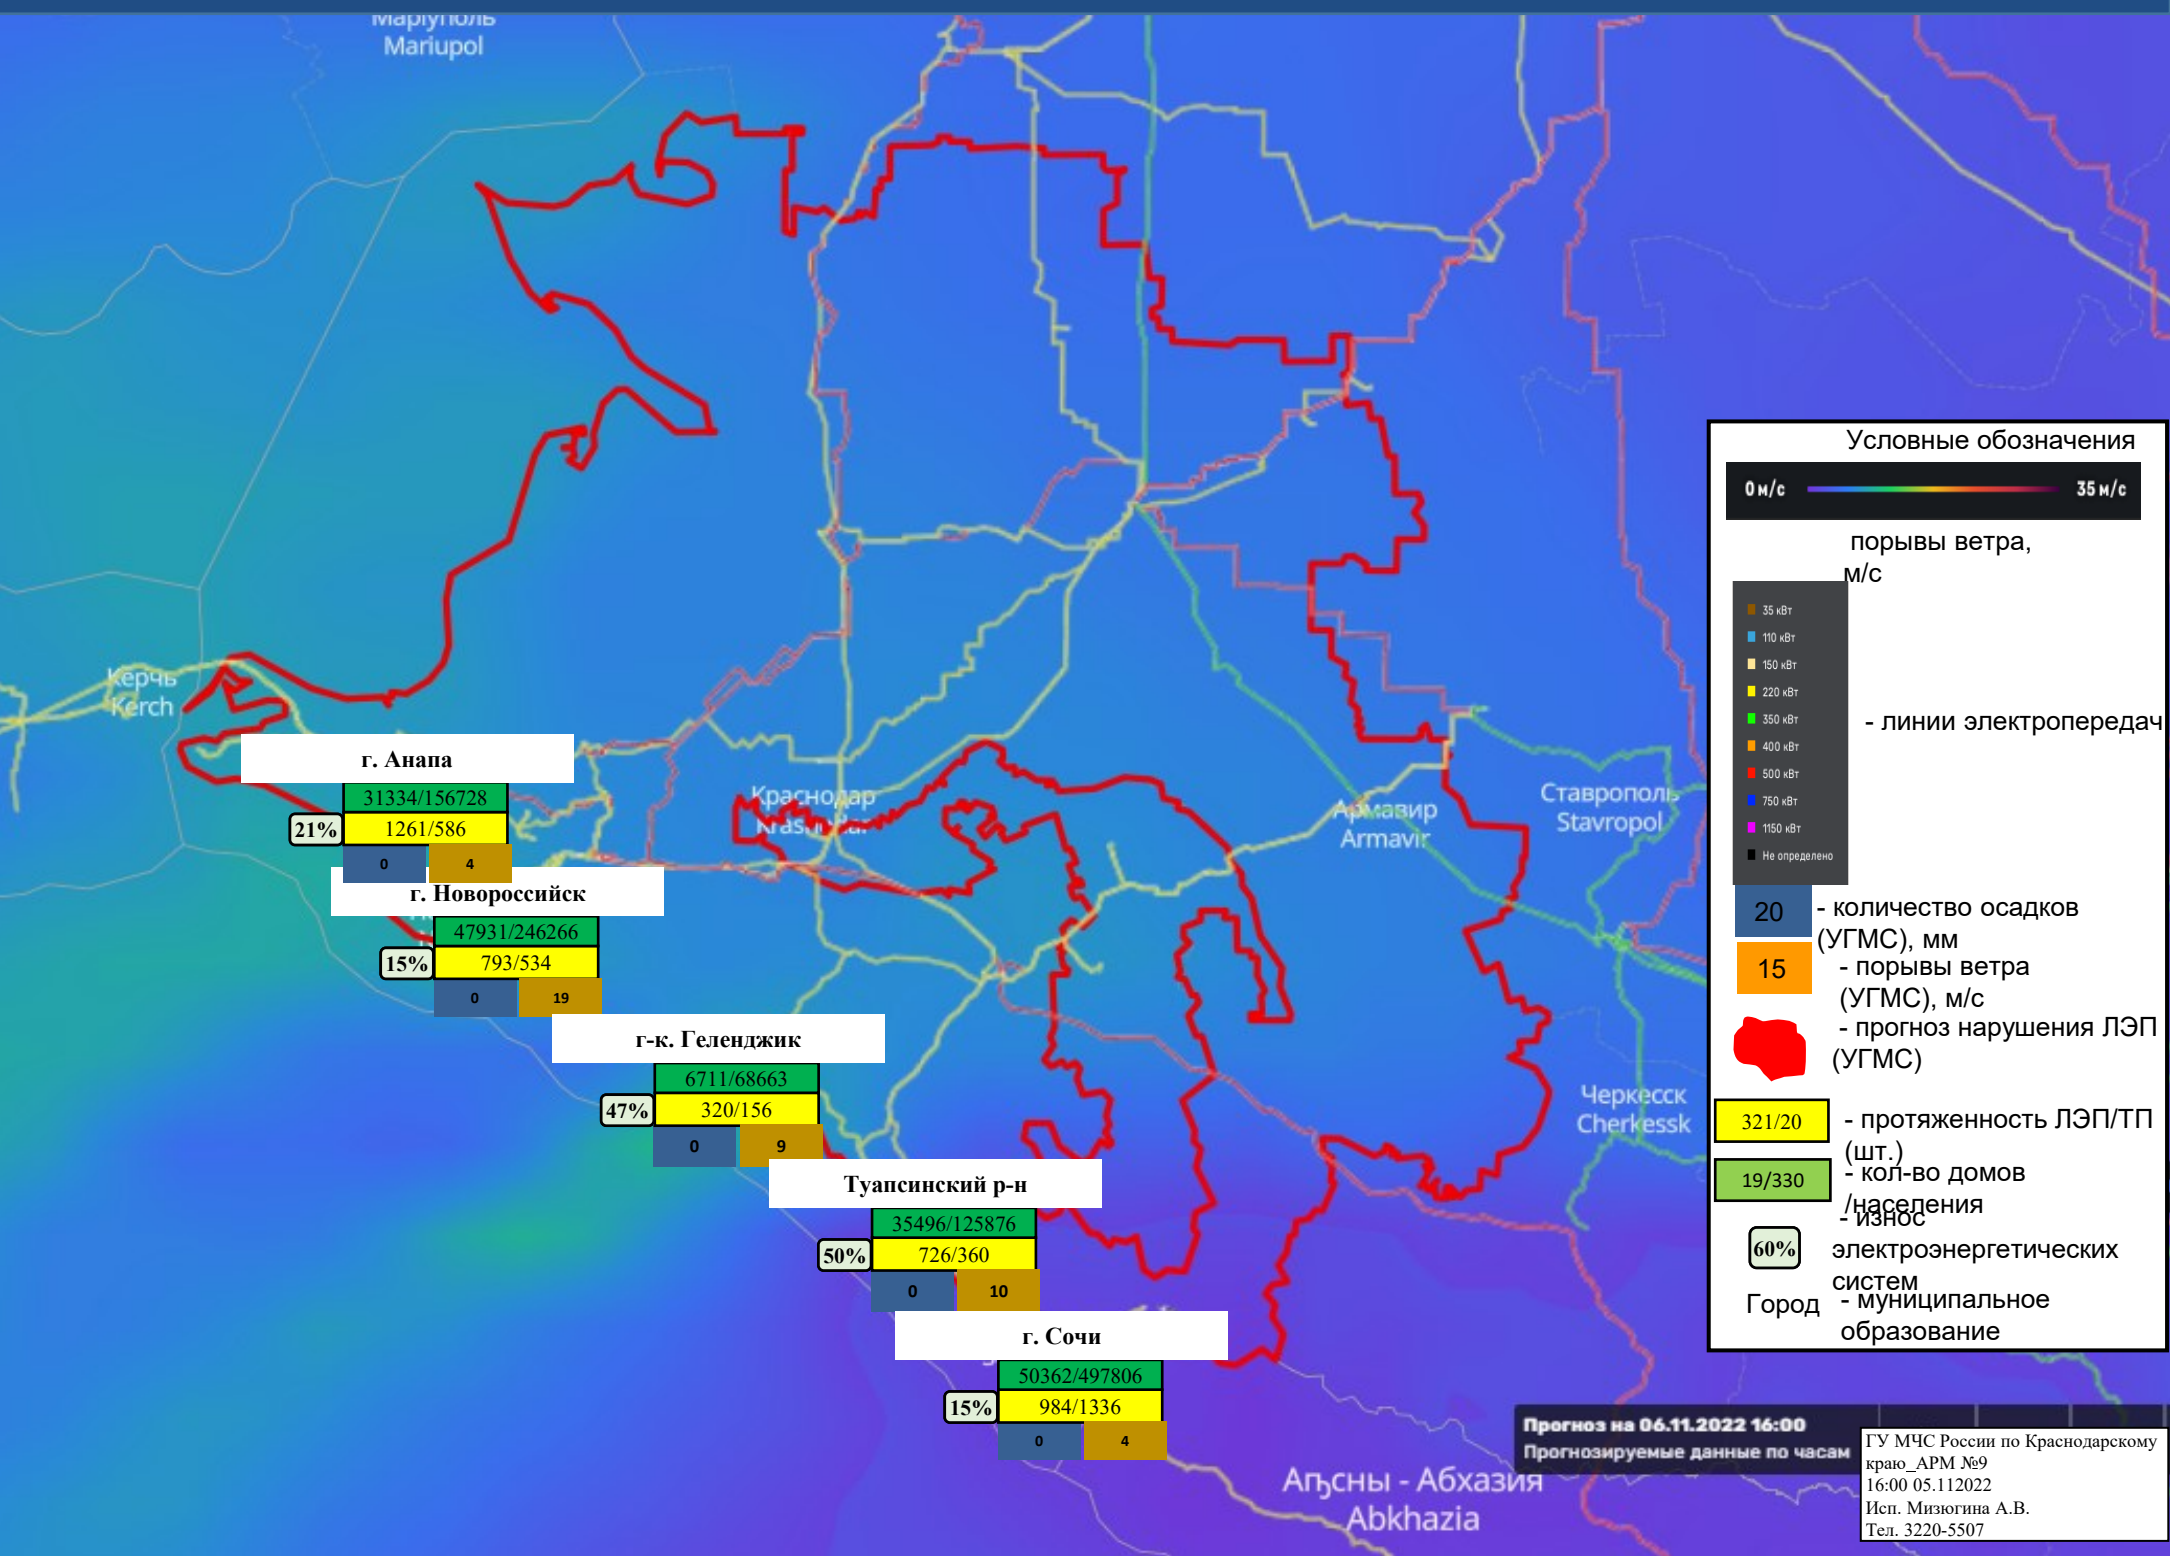 Маріуполь
Mariupol
Керчь
Kerch
г. Анапа
31334/156728
21%
1261/586
0
4
г. Новороссийск
47931/246266
15%
793/534
0
19
г-к. Геленджик
6711/68663
47%
320/156
0
9
Туапсинский р-н
35496/125876
50%
726/360
0
10
г. Сочи
50362/497806
15%
984/1336
0
4
Краснодар
Krasnodar
Армавир
Armavir
Ставрополь
Stavropol
Черкесск
Cherkessk
Аҧсны - Абхазия
Abkhazia
Условные обозначения
0 м/с
35 м/с
порывы ветра,
м/с
35 кВт
110 кВт
150 кВт
220 кВт
350 кВт
400 кВт
500 кВт
750 кВт
1150 кВт
Не определено
- линии электропередач
20
- количество осадков
(УГМС), мм
15
- порывы ветра
(УГМС), м/с
- прогноз нарушения ЛЭП
(УГМС)
321/20
- протяженность ЛЭП/ТП
(шт.)
19/330
- кол-во домов
/населения
60%
- износ
электроэнергетических
систем
Город
- муниципальное
образование
Прогноз на 06.11.2022 16:00
Прогнозируемые данные по часам
ГУ МЧС России по Краснодарскому
краю_АРМ №9
16:00 05.112022
Исп. Мизюгина А.В.
Тел. 3220-5507